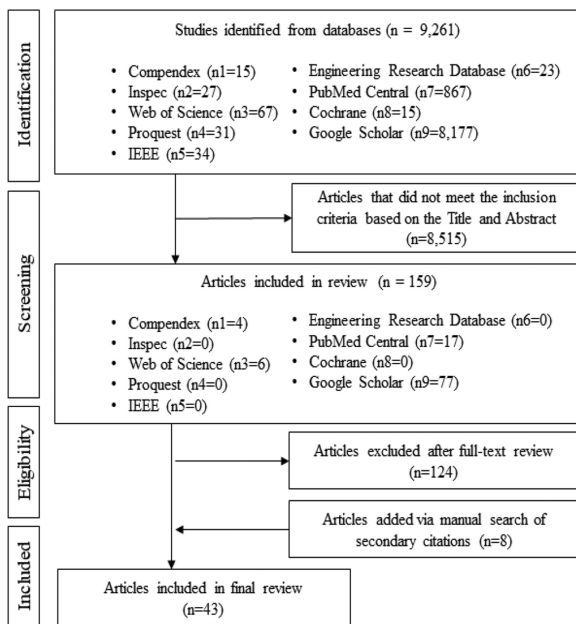 Identification
Studies identified from databases (n = 9,261)
• Compendex (n1=15)
• Inspec (n2=27)
• Web of Science (n3=67)
• Proquest (n4=31)
• IEEE (n5=34)
• Engineering Research Database (n6=23)
• PubMed Central (n7=867)
• Cochrane (n8=15)
• Google Scholar (n9=8,177)
Screening
Articles that did not meet the inclusion
criteria based on the Title and Abstract
(n=8,515)
Articles included in review (n = 159)
• Compendex (n1=4)
• Inspec (n2=0)
• Web of Science (n3=6)
• Proquest (n4=0)
• IEEE (n5=0)
• Engineering Research Database (n6=0)
• PubMed Central (n7=17)
• Cochrane (n8=0)
• Google Scholar (n9=77)
Eligibility
Articles excluded after full-text review
(n=124)
Articles added via manual search of
secondary citations (n=8)
Included
Articles included in final review
(n=43)